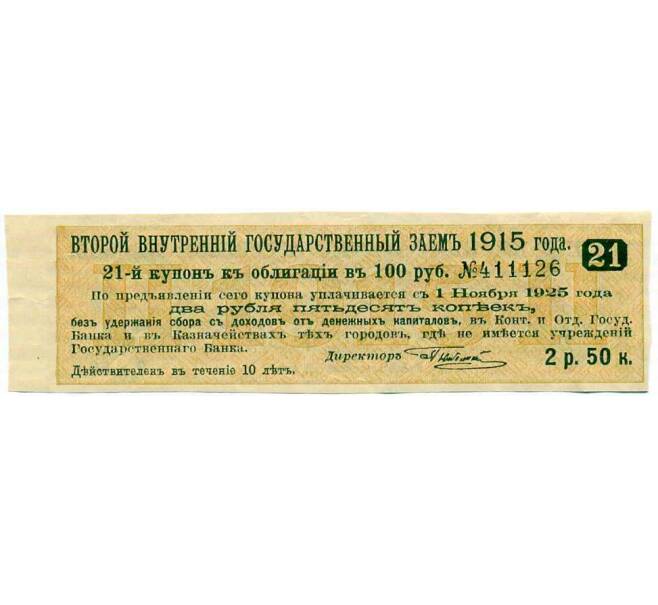 ВТОРОЙ ВНУТРЕННІЙ ГОСУДАРСТВЕННЫЙ ЗАЕМЪ 1915 года.
21
21-й купонъ къ облигаціи въ 100 руб. №411126
По предъявленіи сего купона уплачивается съ 1 Ноября 1925 года
два рубля пятьдесятъ копѣекъ,
безъ удержанія сбора съ доходовъ отъ денежныхъ капиталовъ, въ Конт. и Отд. Госуд.
Банка и въ Казначействахъ тѣхъ городовъ, гдѣ не имѣется учрежденій
Государственнаго Банка.
Директоръ
2 р. 50 к.
Дѣйствителенъ въ теченіе 10 лѣтъ.